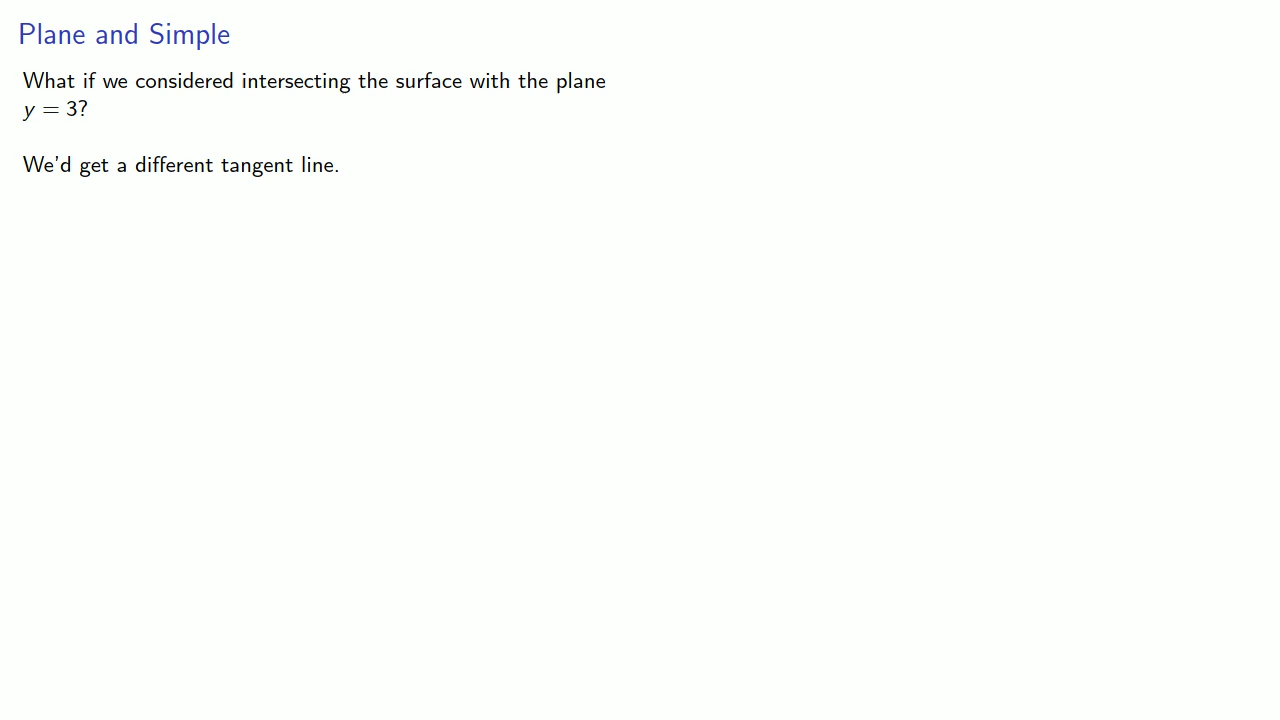 Plane and Simple
What if we considered intersecting the surface with the plane
y = 3?
We'd get a different tangent line.